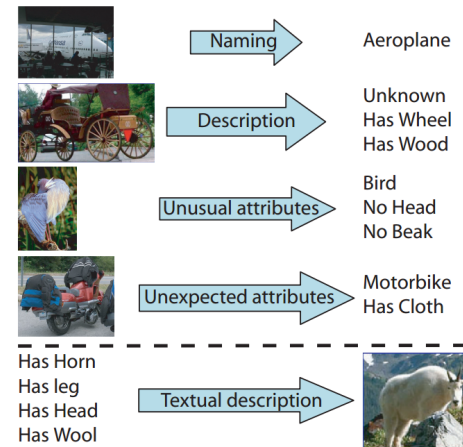 Naming
Aeroplane
Description
Unknown
Has Wheel
Has Wood
Unusual attributes
Bird
No Head
No Beak
Unexpected attributes
Motorbike
Has Cloth
Has Horn
Has leg
Has Head
Has Wool
Textual description